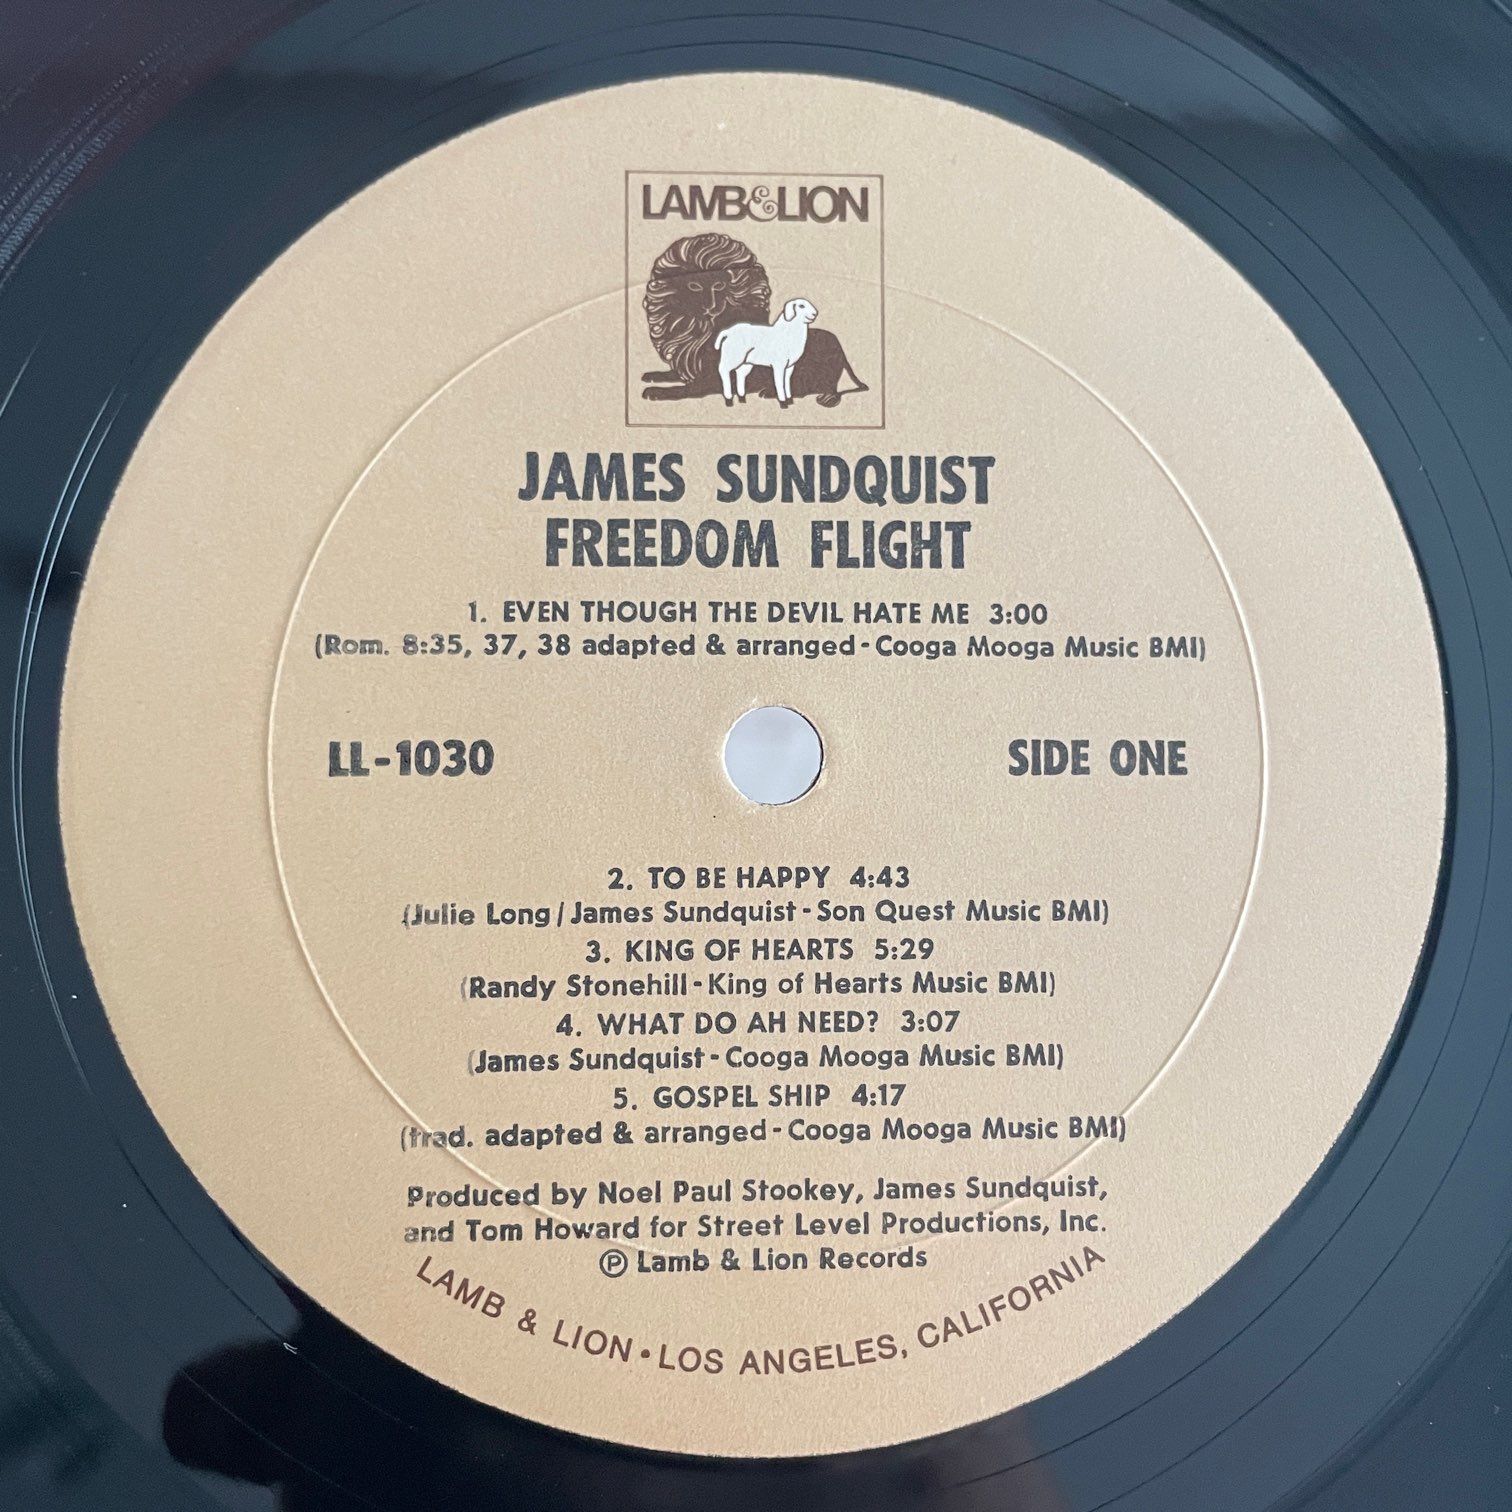 LAMB&LION
JAMES SUNDQUIST
FREEDOM FLIGHT
1. EVEN THOUGH THE DEVIL HATE ME 3:00
(Rom. 8:35, 37, 38 adapted & arranged-Cooga Mooga Music BMI)
LL-1030
SIDE ONE
2. TO BE HAPPY 4:43
(Julie Long/James Sundquist-Son Quest Music BMI)
3. KING OF HEARTS 5:29
(Randy Stonehill-King of Hearts Music BMI)
4. WHAT DO AH NEED? 3:07
(James Sundquist-Cooga Mooga Music BMI)
5. GOSPEL SHIP 4:17
(trad. adapted & arranged-Cooga Mooga Music BMI)
Produced by Noel Paul Stookey, James Sundquist,
and Tom Howard for Street Level Productions, Inc.
℗ Lamb & Lion Records
LAMB & LION • LOS ANGELES, CALIFORNIA